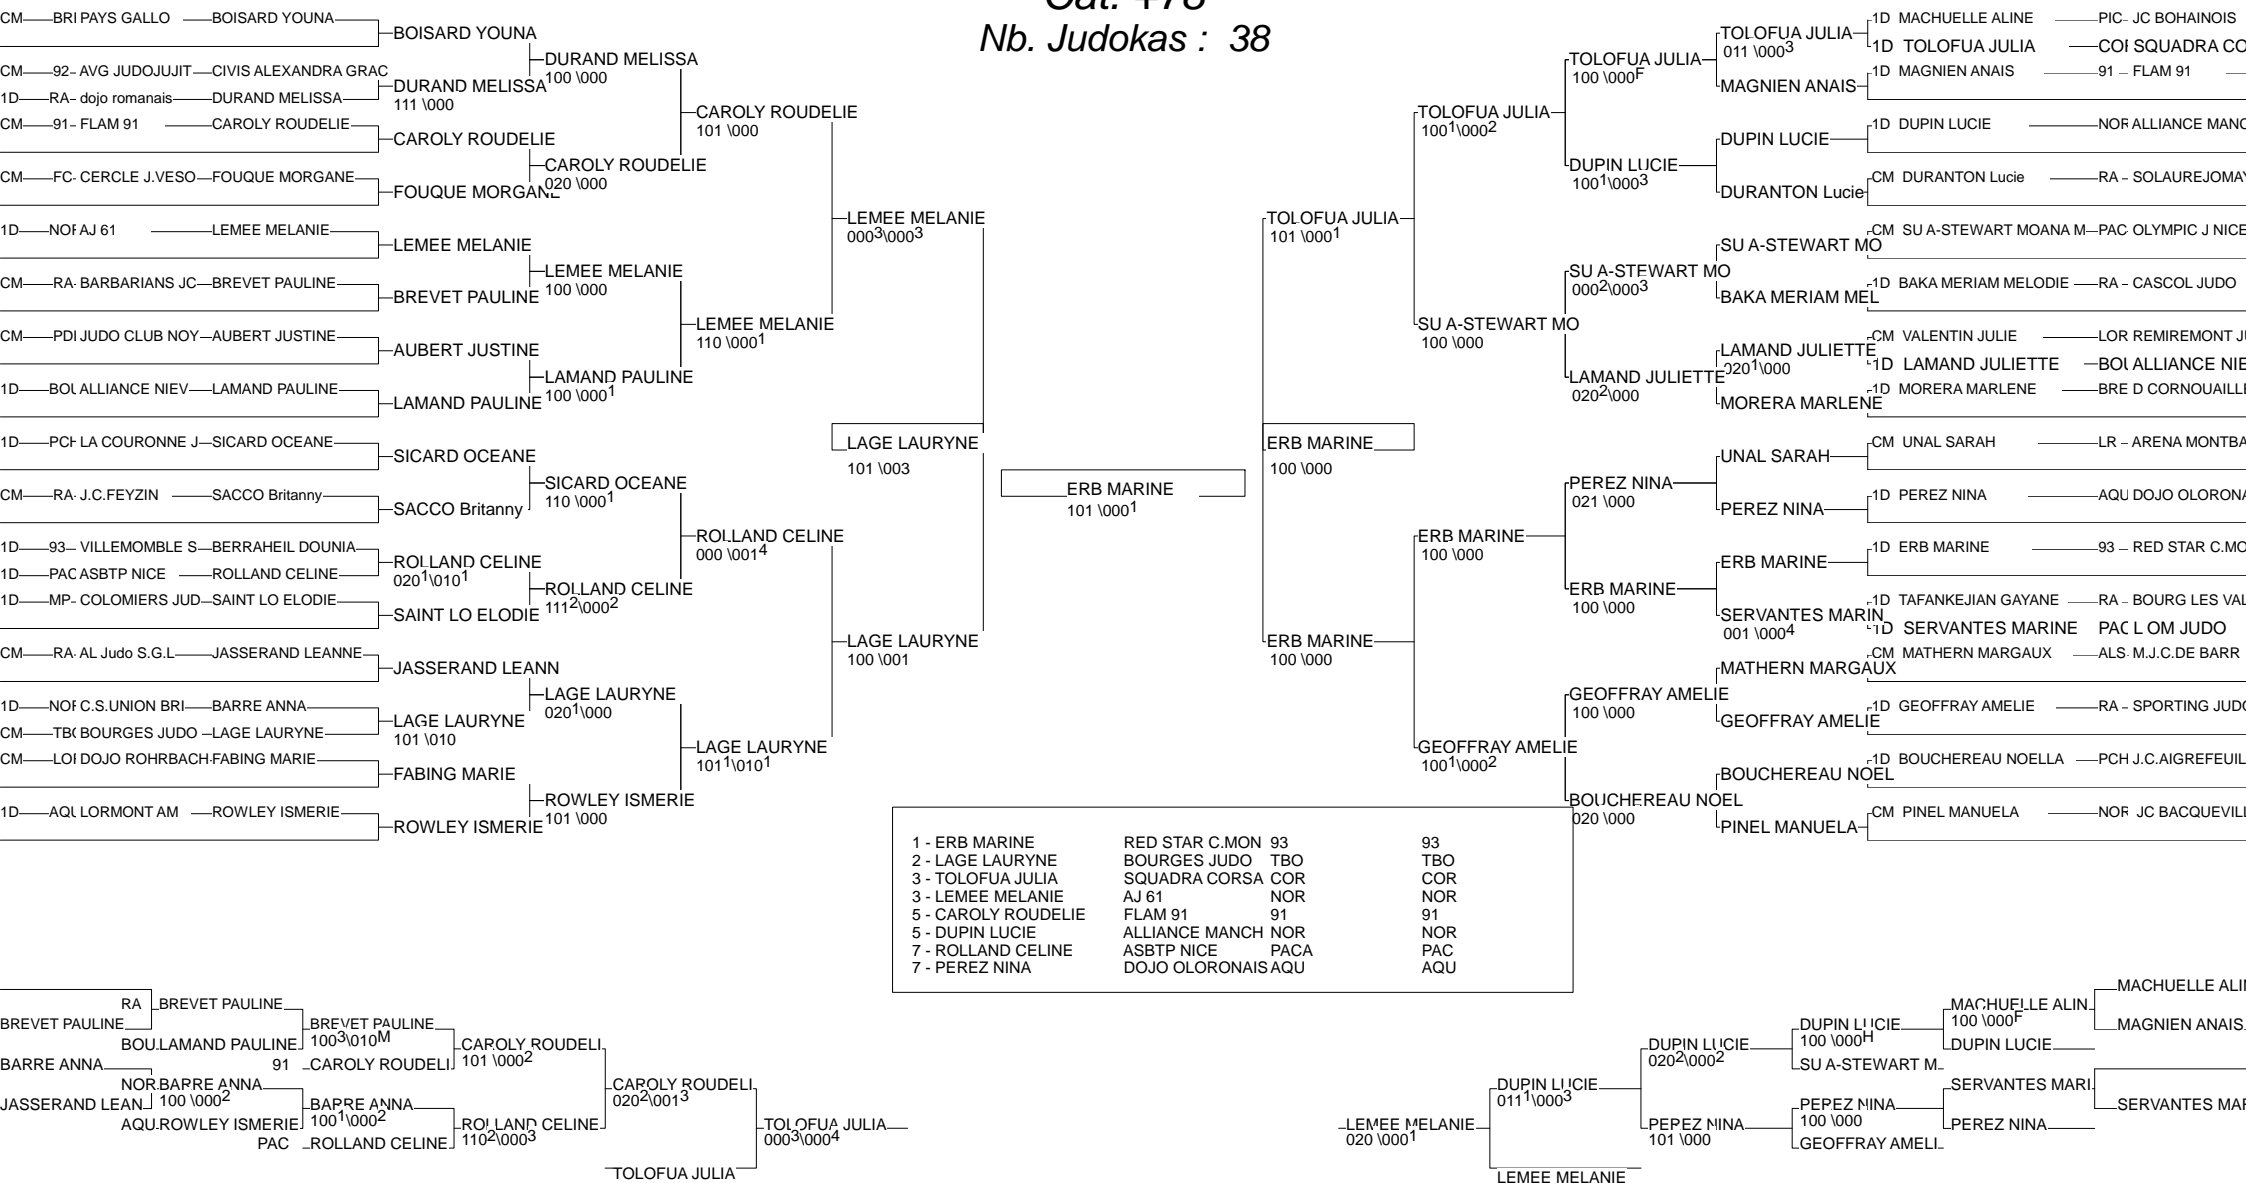 Cat. +78
Nb. Judokas : 38
CM BRI PAYS GALLO BOISARD YOUNA
CM 92- AVG JUDOJUJIT CIVIS ALEXANDRA GRAC
1D RA- dojo romanais DURAND MELISSA
CM 91- FLAM 91 CAROLY ROUDELIE
CM FC- CERCLE J.VESO FOUQUE MORGANE
1D NOR AJ 61 LEMEE MELANIE
CM RA- BARBARIANS JC BREVET PAULINE
CM PDL JUDO CLUB NOY AUBERT JUSTINE
1D BOU ALLIANCE NIEV LAMAND PAULINE
1D PCH LA COURONNE J SICARD OCEANE
CM RA- J.C.FEYZIN SACCO Britanny
1D 93- VILLEMOMBLE S BERRAHEIL DOUNIA
1D PAC ASBTP NICE ROLLAND CELINE
1D MP- COLOMIERS JUD SAINT LO ELODIE
CM RA- AL Judo S.G.L JASSERAND LEANNE
1D NOR C.S.UNION BRI BARRE ANNA
CM TBO BOURGES JUDO LAGE LAURYNE
CM LOR DOJO ROHRBACH FABING MARIE
1D AQU LORMONT AM ROWLEY ISMERIE
BOISARD YOUNA
DURAND MELISSA
111 \000
CAROLY ROUDELIE
FOUQUE MORGANE
LEMEE MELANIE
BREVET PAULINE
AUBERT JUSTINE
LAMAND PAULINE
SICARD OCEANE
SACCO Britanny
ROLLAND CELINE
0201\0101
SAINT LO ELODIE
JASSERAND LEANN
LAGE LAURYNE
101 \010
FABING MARIE
ROWLEY ISMERIE
DURAND MELISSA
100 \000
CAROLY ROUDELIE
020 \000
LEMEE MELANIE
100 \000
LAMAND PAULINE
100 \0001
SICARD OCEANE
110 \0001
ROLLAND CELINE
1112\0002
LAGE LAURYNE
0201\000
ROWLEY ISMERIE
101 \000
CAROLY ROUDELIE
101 \000
LEMEE MELANIE
110 \0001
ROLLAND CELINE
000 \0014
LAGE LAURYNE
1011\0101
LEMEE MELANIE
0003\0003
LAGE LAURYNE
100 \001
LAGE LAURYNE
101 \003
ERB MARINE
101 \0001
ERB MARINE
100 \000
TOLOFUA JULIA
101 \0001
ERB MARINE
100 \000
TOLOFUA JULIA
1001\0002
SU A-STEWART MO
100 \000
ERB MARINE
100 \000
GEOFFRAY AMELIE
1001\0002
TOLOFUA JULIA
100 \000F
DUPIN LUCIE
1001\0003
SU A-STEWART MO
0002\0003
LAMAND JULIETTE
0202\000
PEREZ NINA
021 \000
ERB MARINE
100 \000
GEOFFRAY AMELIE
100 \000
BOUCHEREAU NOEL
020 \000
TOLOFUA JULIA
011 \0003
MAGNIEN ANAIS
DUPIN LUCIE
DURANTON Lucie
SU A-STEWART MO
BAKA MERIAM MEL
LAMAND JULIETTE
0201\000
MORERA MARLENE
UNAL SARAH
PEREZ NINA
ERB MARINE
SERVANTES MARIN
001 \0004
MATHERN MARGAUX
GEOFFRAY AMELIE
BOUCHEREAU NOEL
PINEL MANUELA
1D MACHUELLE ALINE PIC- JC BOHAINOIS
1D TOLOFUA JULIA COR SQUADRA CO
1D MAGNIEN ANAIS 91 - FLAM 91
1D DUPIN LUCIE NOR ALLIANCE MANC
CM DURANTON Lucie RA - SOLAUREJOMAY
CM SU A-STEWART MOANA M PAC OLYMPIC J NICE
1D BAKA MERIAM MELODIE RA - CASCOL JUDO
CM VALENTIN JULIE LOR REMIREMONT JU
1D LAMAND JULIETTE BOU ALLIANCE NIE
1D MORERA MARLENE BRE D CORNOUAILLE
CM UNAL SARAH LR - ARENA MONTBA
1D PEREZ NINA AQU DOJO OLORONA
1D ERB MARINE 93 - RED STAR C.MO
1D TAFANKEJIAN GAYANE RA - BOURG LES VAL
1D SERVANTES MARINE PAC L OM JUDO
CM MATHERN MARGAUX ALS- M.J.C.DE BARR
1D GEOFFRAY AMELIE RA - SPORTING JUDO
1D BOUCHEREAU NOELLA PCH J.C.AIGREFEUIL
CM PINEL MANUELA NOR JC BACQUEVILL
1 - ERB MARINE RED STAR C.MON 93 93
2 - LAGE LAURYNE BOURGES JUDO TBO TBO
3 - TOLOFUA JULIA SQUADRA CORSA COR COR
3 - LEMEE MELANIE AJ 61 NOR NOR
5 - CAROLY ROUDELIE FLAM 91 91 91
5 - DUPIN LUCIE ALLIANCE MANCH NOR NOR
7 - ROLLAND CELINE ASBTP NICE PACA PAC
7 - PEREZ NINA DOJO OLORONAIS AQU AQU
BREVET PAULINE
BARRE ANNA
JASSERAND LEAN
RA BREVET PAULINE
BOU LAMAND PAULINE
NOR BARRE ANNA
100 \0002
AQU ROWLEY ISMERIE
BREVET PAULINE
1003\010M
91 CAROLY ROUDELI
BARRE ANNA
1001\0002
PAC ROLLAND CELINE
CAROLY ROUDELI
101 \0002
ROLLAND CELINE
1102\0003
CAROLY ROUDELI
0202\0013
TOLOFUA JULIA
TOLOFUA JULIA
0003\0004
LEMEE MELANIE
020 \0001
DUPIN LUCIE
0111\0003
LEMEE MELANIE
DUPIN LUCIE
0202\0002
PEREZ NINA
101 \000
DUPIN LUCIE
100 \000H
SU A-STEWART M
PEREZ NINA
100 \000
GEOFFRAY AMELI
MACHUELLE ALIN
100 \000F
DUPIN LUCIE
SERVANTES MARI
PEREZ NINA
MACHUELLE ALIN
MAGNIEN ANAIS
SERVANTES MAR